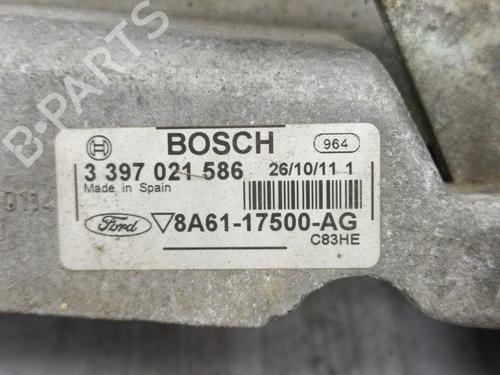 B-PARTS
BOSCH
964
3 397 021 586 26/10/11 1
Made in Spain
Ford 8A61-17500-AG
C83HE